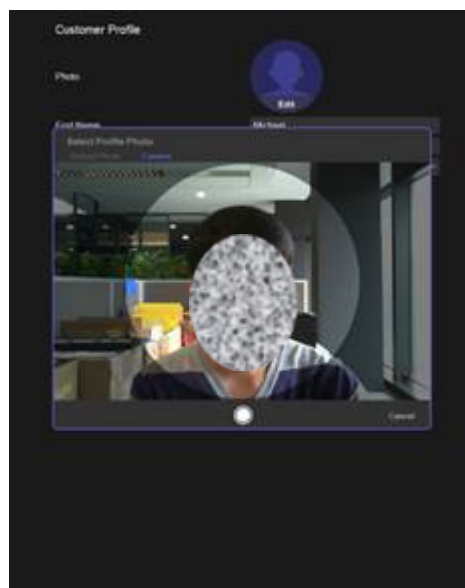 Customer Profile
Photo
Edit
First Name
Michael
Select Profile Photo
Camera
Cancel